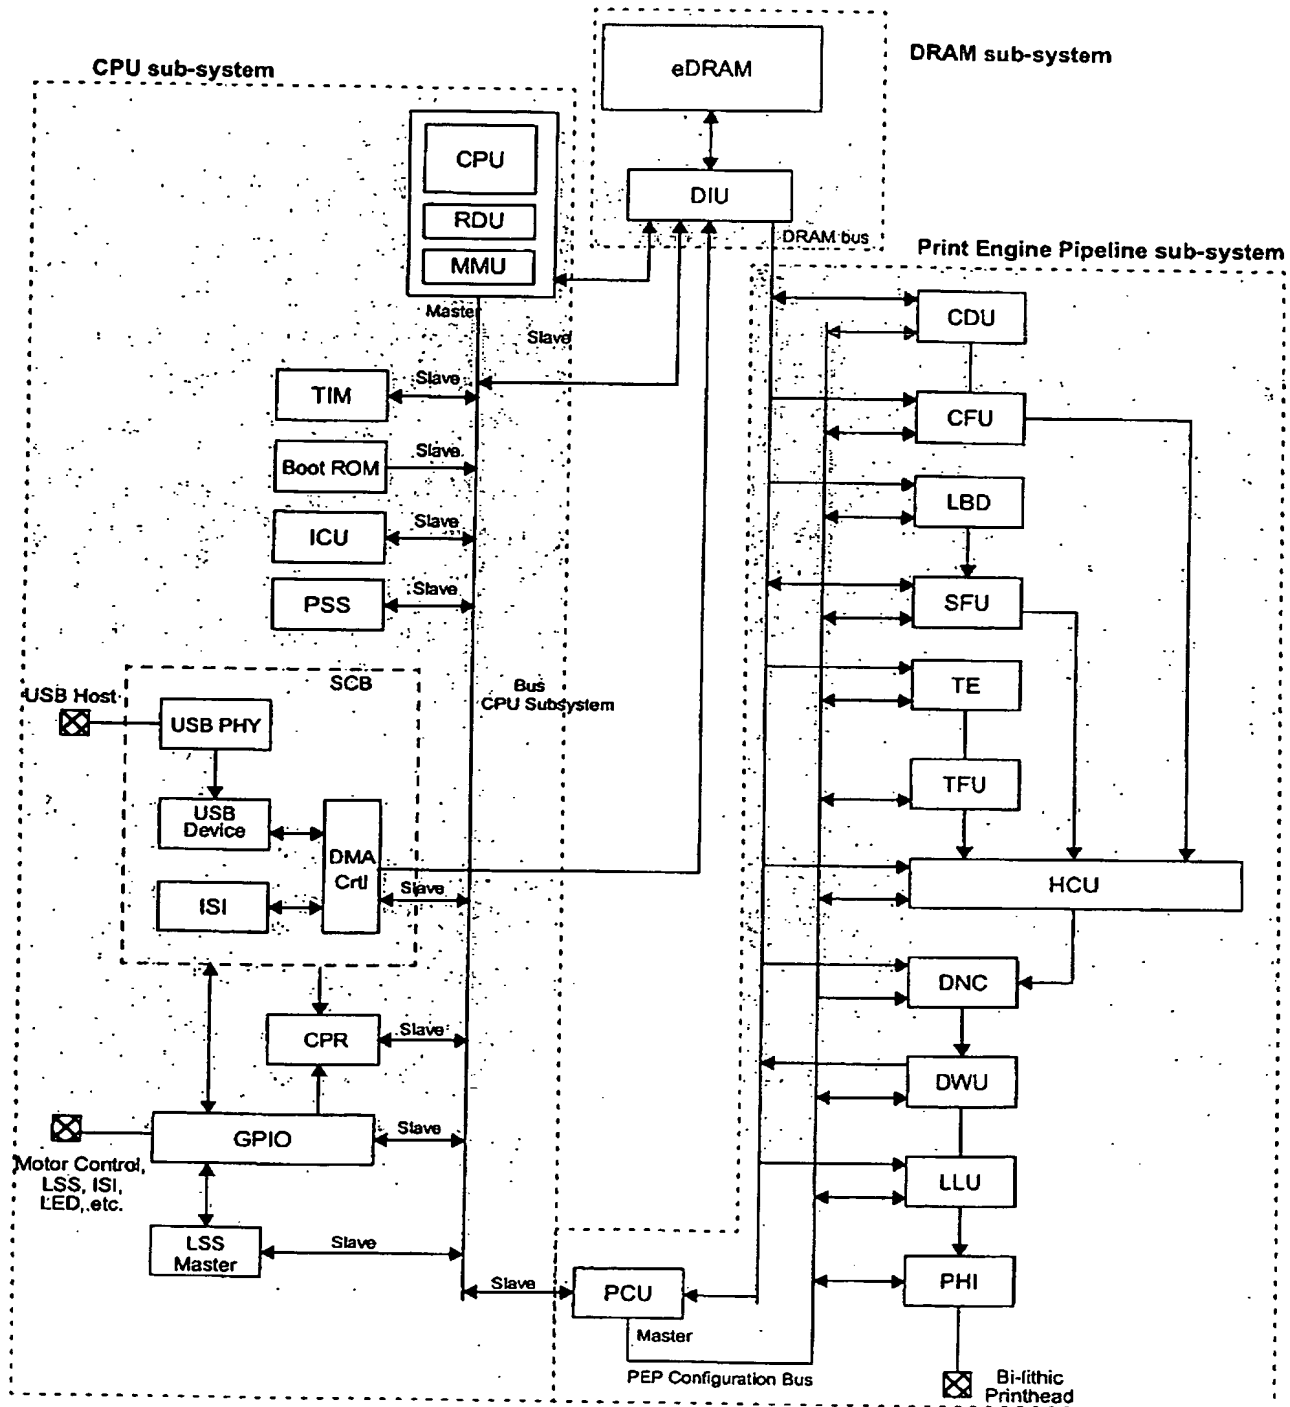 CPU sub-system
DRAM sub-system
eDRAM
CPU
RDU
MMU
DIU
DRAM bus
Print Engine Pipeline sub-system
Master
Slave
CDU
TIM
Slave
CFU
Boot ROM
Slave
LBD
ICU
Slave
PSS
Slave
SFU
SCB
USB Host
USB PHY
Bus
CPU Subsystem
TE
TFU
USB
Device
DMA
Crtl
ISI
Slave
HCU
DNC
CPR
Slave
DWU
GPIO
Slave
Motor Control,
LSS, ISI,
LED, etc.
LLU
LSS
Master
Slave
Slave
PCU
PHI
Master
PEP Configuration Bus
Bi-lithic
Printhead